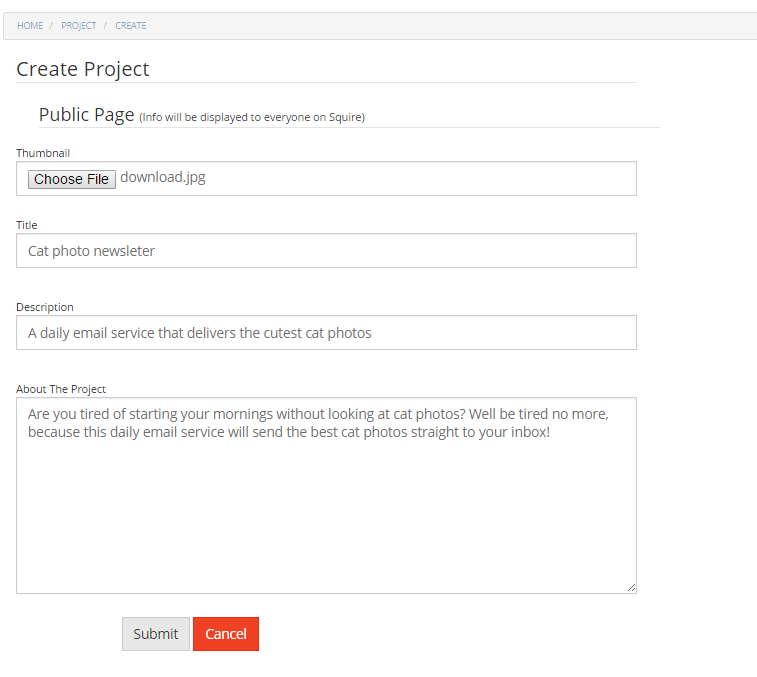 HOME / PROJECT / CREATE
Create Project
Public Page (Info will be displayed to everyone on Squire)
Thumbnail
Choose File download.jpg
Title
Cat photo newsleter
Description
A daily email service that delivers the cutest cat photos
About The Project
Are you tired of starting your mornings without looking at cat photos? Well be tired no more,
because this daily email service will send the best cat photos straight to your inbox!
Submit Cancel